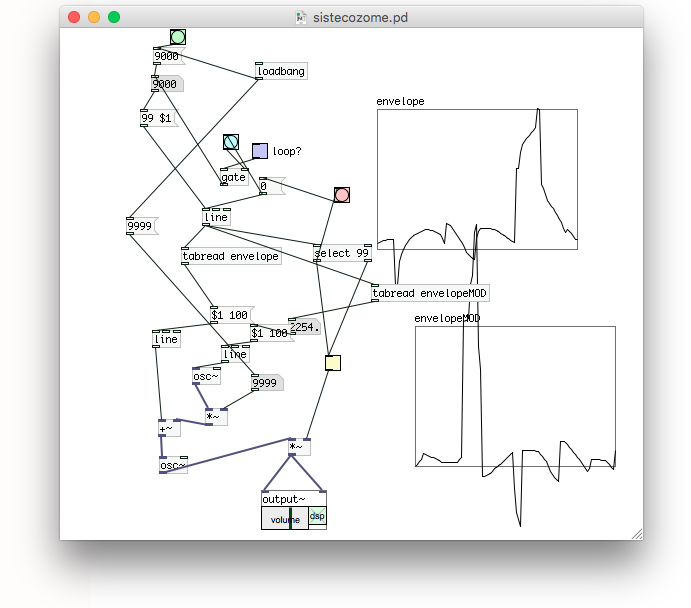 sistecozome.pd
9000
loadbang
9000
envelope
99 $1
loop?
gate
0
line
9999
tabread envelope
select 99
tabread envelopeMOD
$1 100
envelopeMOD
$1 100
2254.
line
line
osc~
9999
*~
+~
*~
osc~
output~
volume
dsp